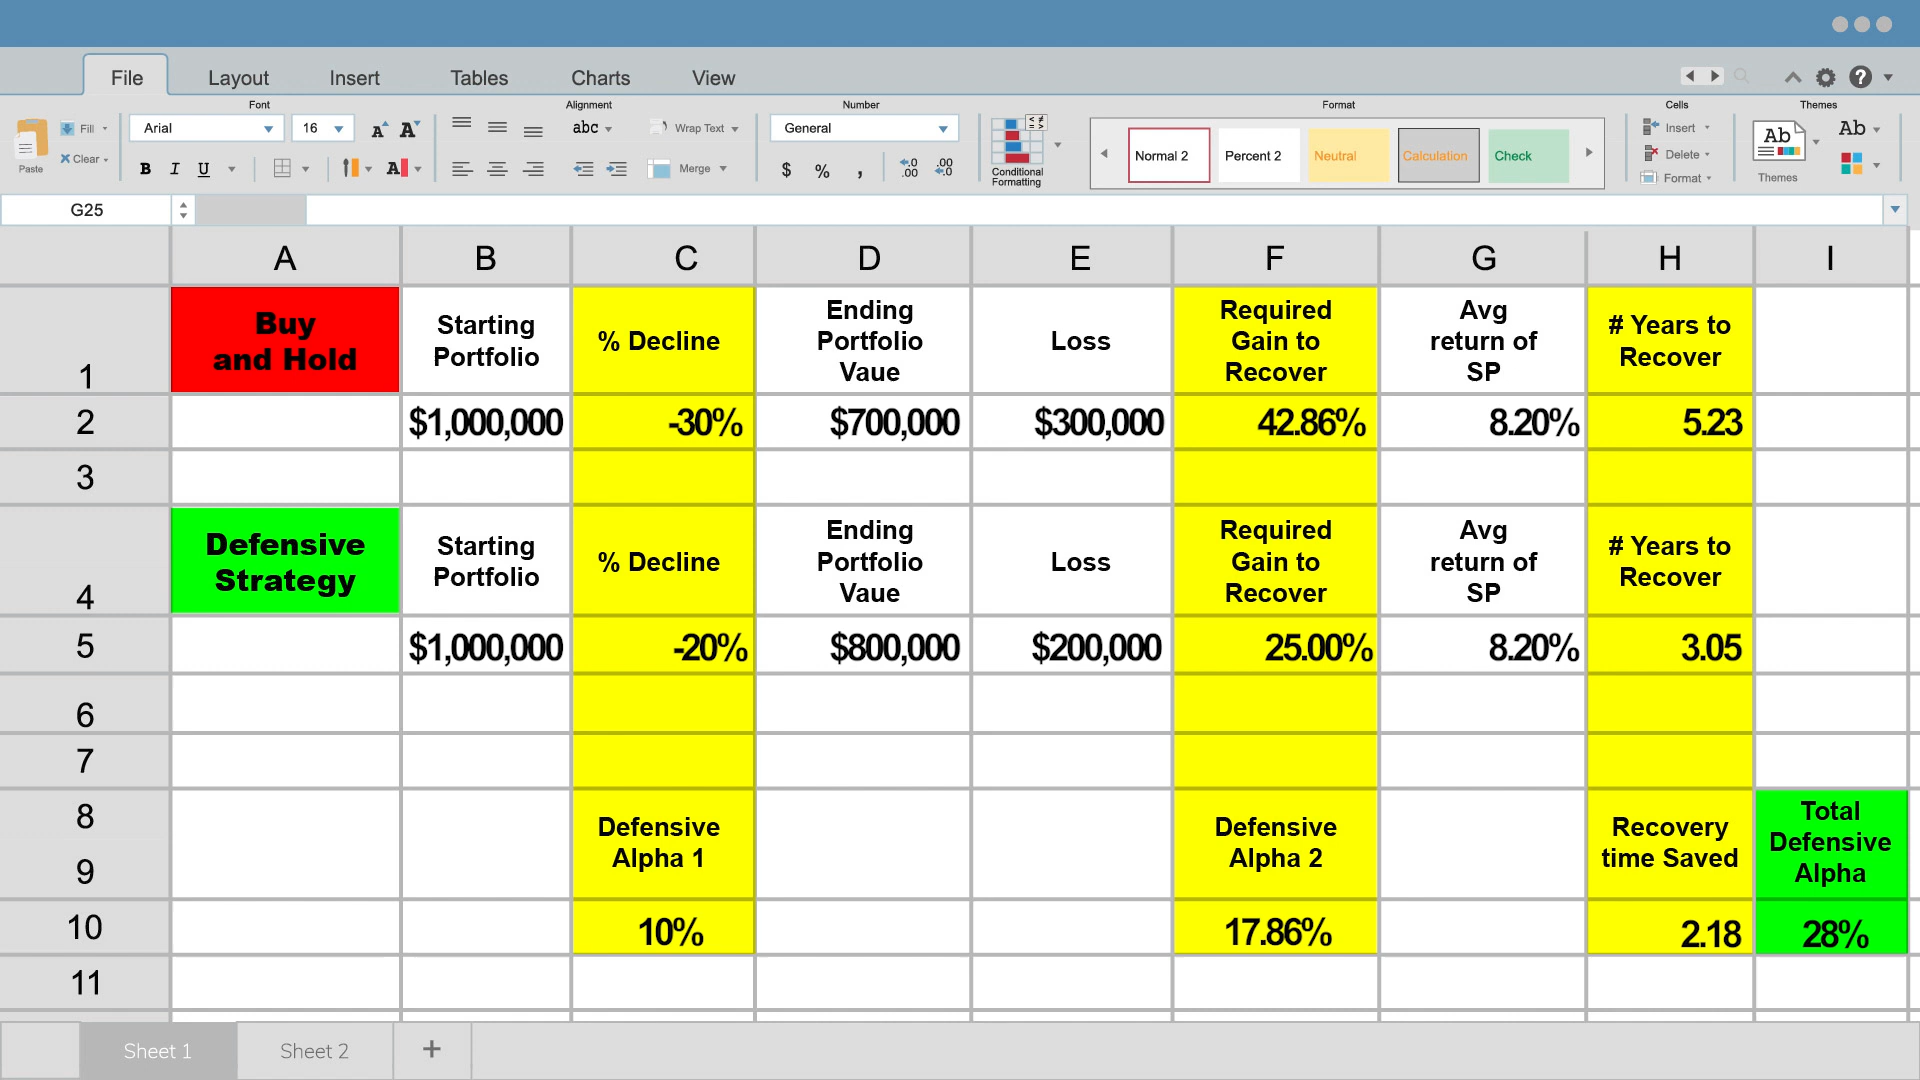 File Layout Insert Tables Charts View
Font Alignment Number Format Cells Themes
Paste Fill Clear Arial 16 A A abc Wrap Text General Conditional Formatting Normal 2 Percent 2 Neutral Calculation Check Insert Delete Format Ab Themes Ab
B I U A Merge $ % , .0 .00 .00 .0
G25
A B C D E F G H I
1 Buy and Hold Starting Portfolio % Decline Ending Portfolio Vaue Loss Required Gain to Recover Avg return of SP # Years to Recover
2 $1,000,000 -30% $700,000 $300,000 42.86% 8.20% 5.23
3
4 Defensive Strategy Starting Portfolio % Decline Ending Portfolio Vaue Loss Required Gain to Recover Avg return of SP # Years to Recover
5 $1,000,000 -20% $800,000 $200,000 25.00% 8.20% 3.05
6
7
8 Defensive Alpha 1 Defensive Alpha 2 Recovery time Saved Total Defensive Alpha
9
10 10% 17.86% 2.18 28%
11
Sheet 1 Sheet 2 +